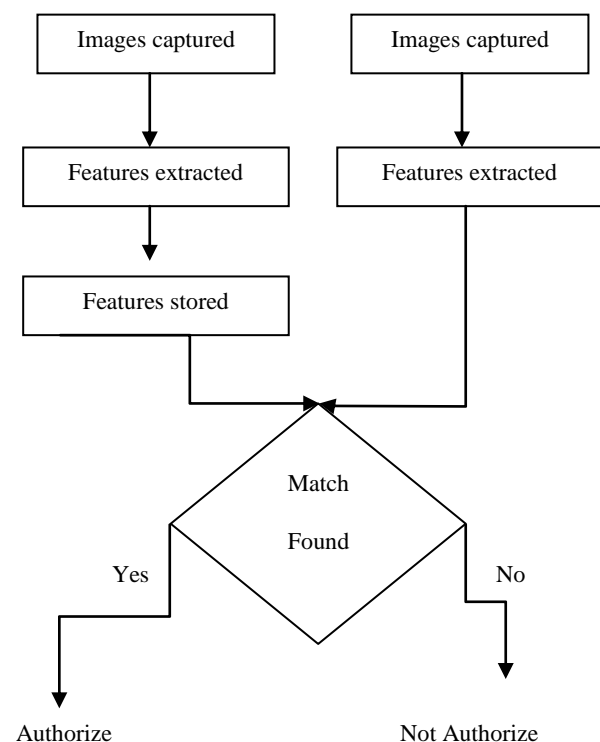 Images captured
Images captured
Features extracted
Features extracted
Features stored
Match
Found
Yes
No
Authorize
Not Authorize